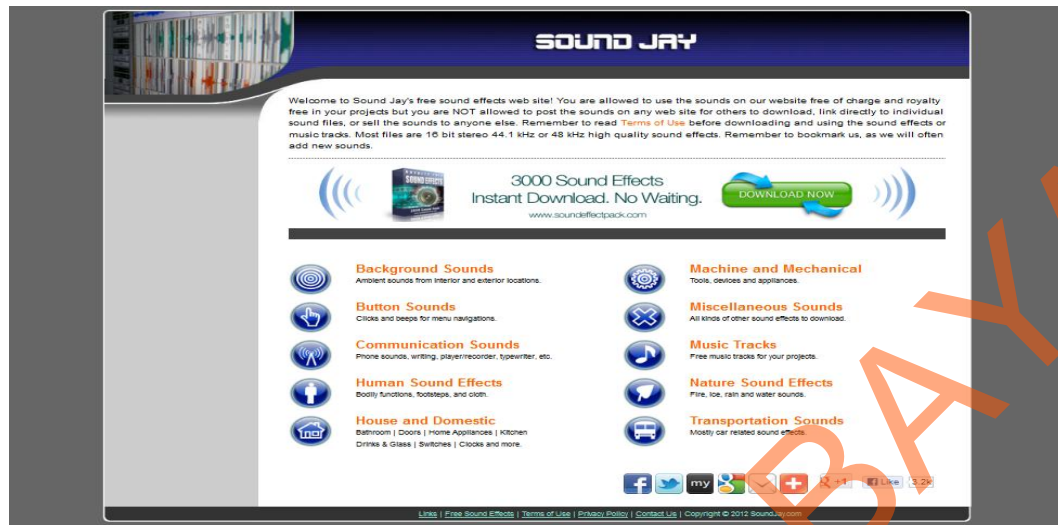 SOUND JAY
Welcome to Sound Jay's free sound effects web site! You are allowed to use the sounds on our website free of charge and royalty
free in your projects but you are NOT allowed to post the sounds on any web site for others to download, link directly to individual
sound files, or sell the sounds to anyone else. Remember to read Terms of Use before downloading and using the sound effects or
music tracks. Most files are 16 bit stereo 44.1 kHz or 48 kHz high quality sound effects. Remember to bookmark us, as we will often
add new sounds.
SOUND EFFECTS
3000 Sound Effects
Instant Download. No Waiting.
www.soundeffectpack.com
DOWNLOAD NOW
Background Sounds
Ambient sounds from interior and exterior locations.
Button Sounds
Clicks and beeps for menu navigations.
Communication Sounds
Phone sounds, writing, player/recorder, typewriter, etc.
Human Sound Effects
Bodily functions, footsteps, and cloth.
House and Domestic
Bathroom | Doors | Home Appliances | Kitchen
Drinks & Glass | Switches | Clocks and more.
Machine and Mechanical
Tools, devices and appliances.
Miscellaneous Sounds
All kinds of other sound effects to download.
Music Tracks
Free music tracks for your projects.
Nature Sound Effects
Fire, ice, rain and water sounds.
Transportation Sounds
Mostly car related sound effects.
my
+1
Like
3.2k
Links | Free Sound Effects | Terms of Use | Privacy Policy | Contact Us | Copyright © 2012 SoundJay.com
BAY